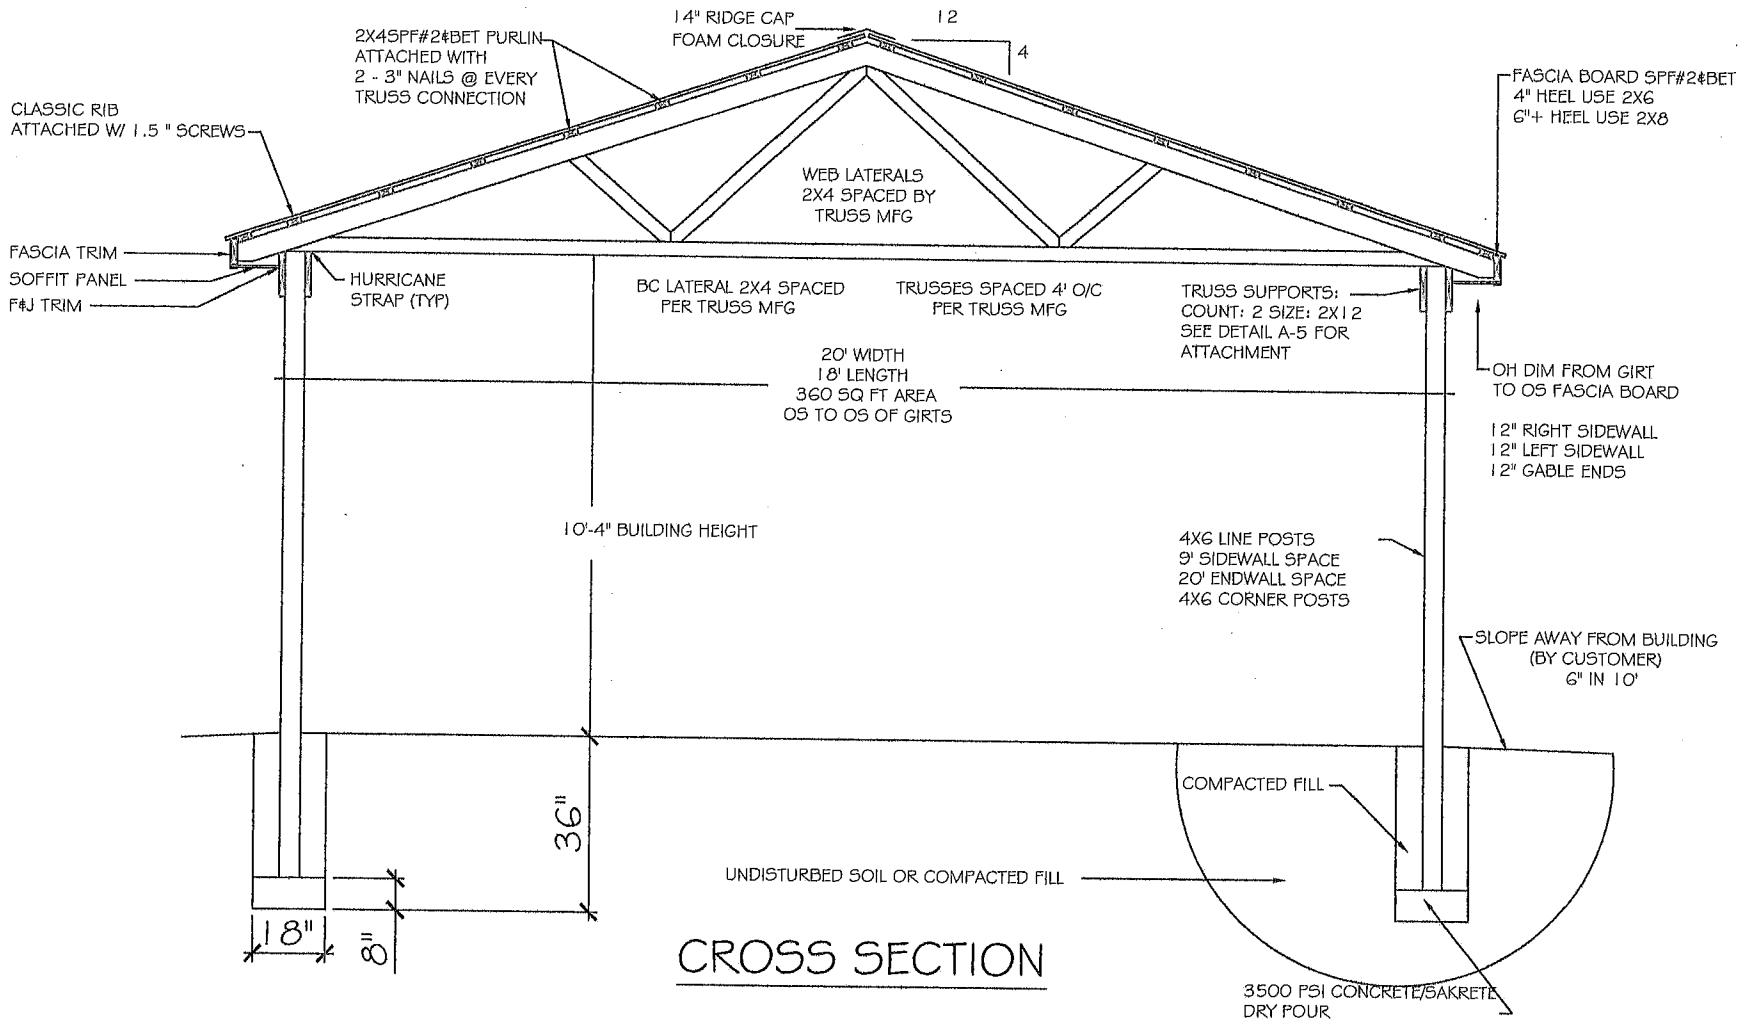 14" RIDGE CAP
FOAM CLOSURE
12
4
2X4SPF#2&BET PURLIN
ATTACHED WITH
2 - 3" NAILS @ EVERY
TRUSS CONNECTION
FASCIA BOARD SPF#2&BET
4" HEEL USE 2X6
6"+ HEEL USE 2X8
CLASSIC RIB
ATTACHED W/ 1.5 " SCREWS
WEB LATERALS
2X4 SPACED BY
TRUSS MFG
FASCIA TRIM
SOFFIT PANEL
F&J TRIM
HURRICANE
STRAP (TYP)
BC LATERAL 2X4 SPACED
PER TRUSS MFG
TRUSSES SPACED 4' O/C
PER TRUSS MFG
TRUSS SUPPORTS:
COUNT: 2 SIZE: 2X12
SEE DETAIL A-5 FOR
ATTACHMENT
20' WIDTH
18' LENGTH
360 SQ FT AREA
OS TO OS OF GIRTS
OH DIM FROM GIRT
TO OS FASCIA BOARD
12" RIGHT SIDEWALL
12" LEFT SIDEWALL
12" GABLE ENDS
10'-4" BUILDING HEIGHT
4X6 LINE POSTS
9' SIDEWALL SPACE
20' ENDWALL SPACE
4X6 CORNER POSTS
SLOPE AWAY FROM BUILDING
(BY CUSTOMER)
6" IN 10'
COMPACTED FILL
36"
UNDISTURBED SOIL OR COMPACTED FILL
18"
8"
CROSS SECTION
3500 PSI CONCRETE/SAKRETE
DRY POUR